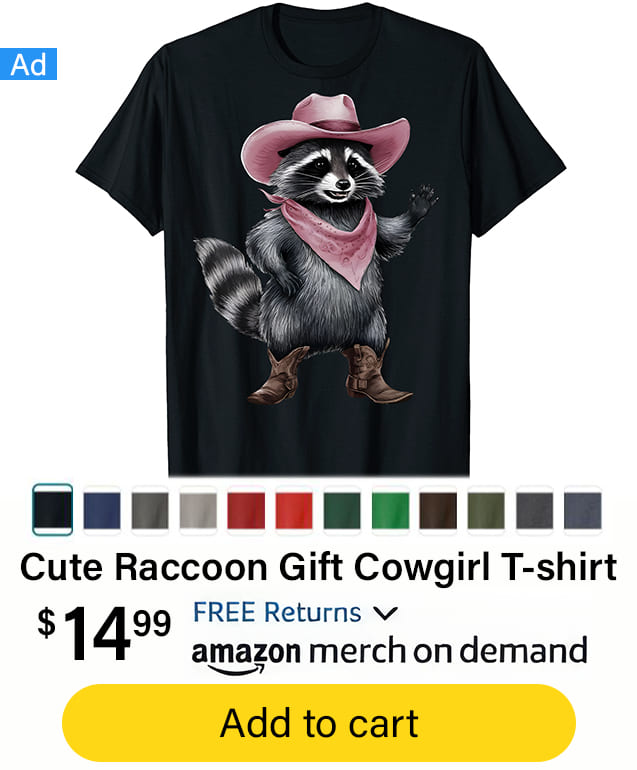 Ad
Cute Raccoon Gift Cowgirl T-shirt
$14.99 FREE Returns
amazon merch on demand
Add to cart